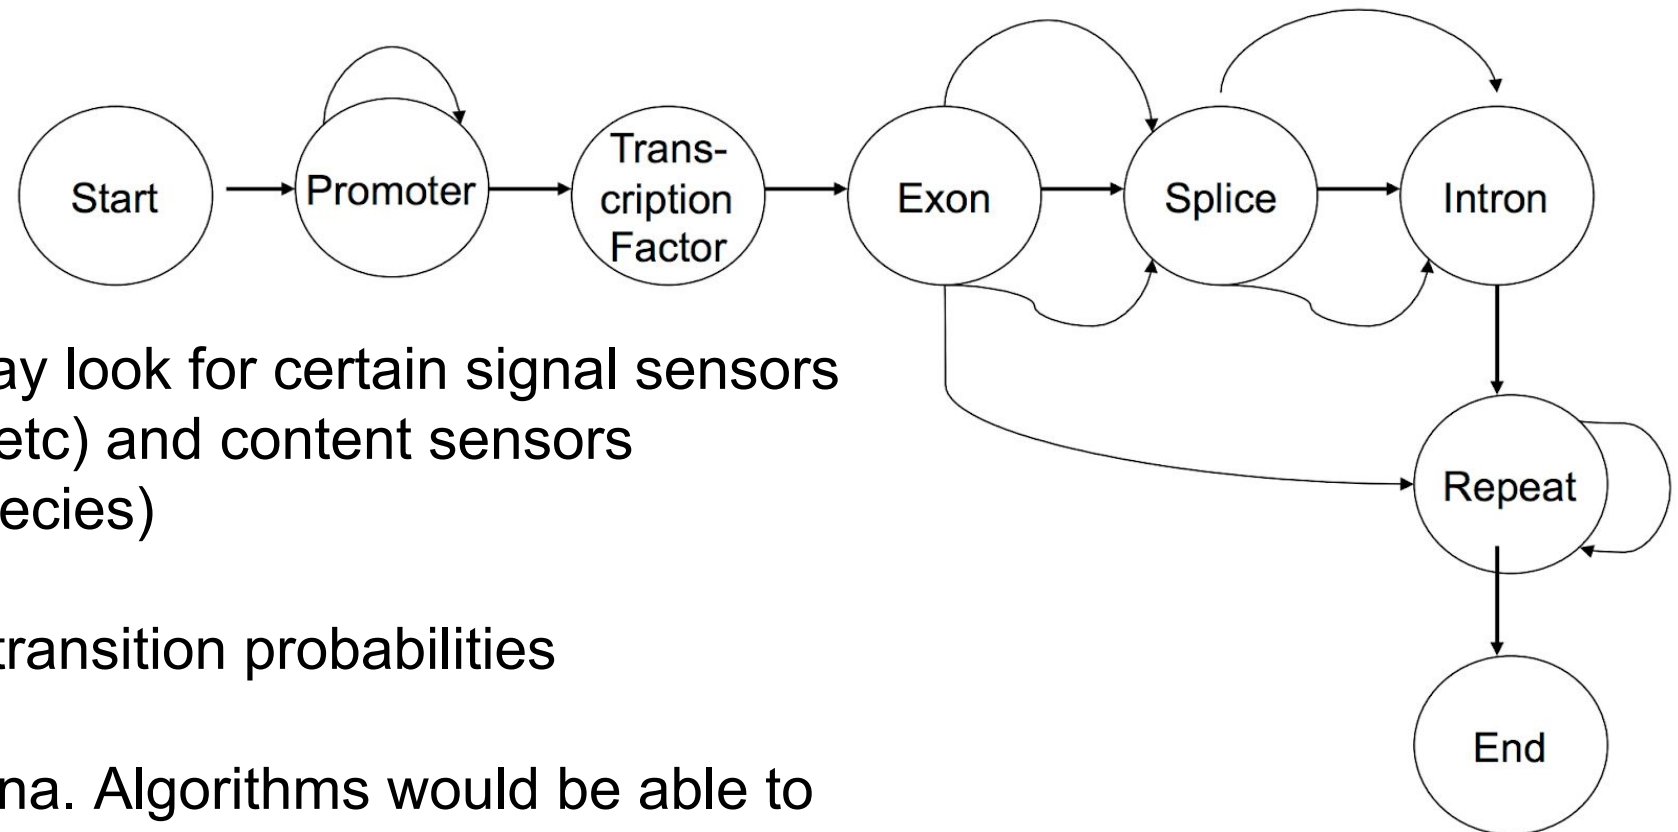 Start
Promoter
Trans-
cription
Factor
Exon
Splice
Intron
Repeat
End
ay look for certain signal sensors
etc) and content sensors
ecies)
transition probabilities
na. Algorithms would be able to